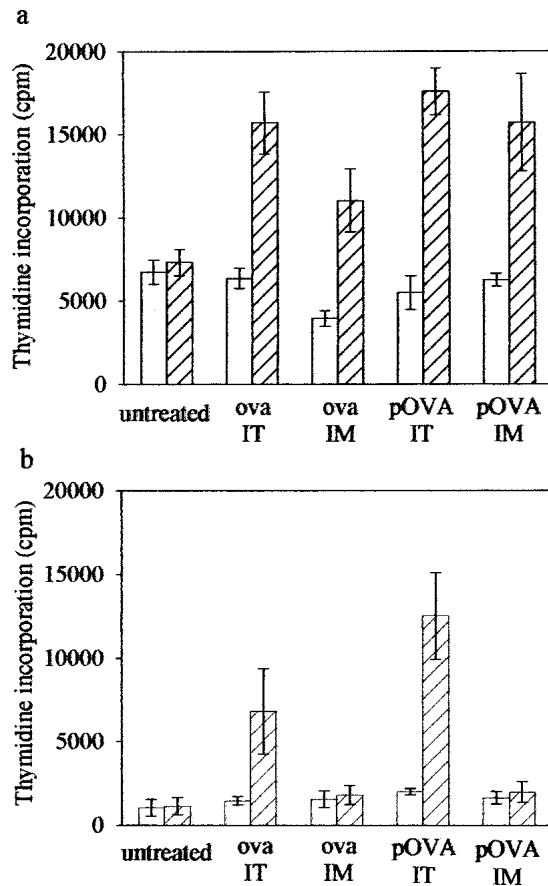 a
Thymidine incorporation (cpm)
20000
15000
10000
5000
0
untreated ova ova pOVA pOVA
IT IM IT IM
b
Thymidine incorporation (cpm)
20000
15000
10000
5000
0
untreated ova ova pOVA pOVA
IT IM IT IM